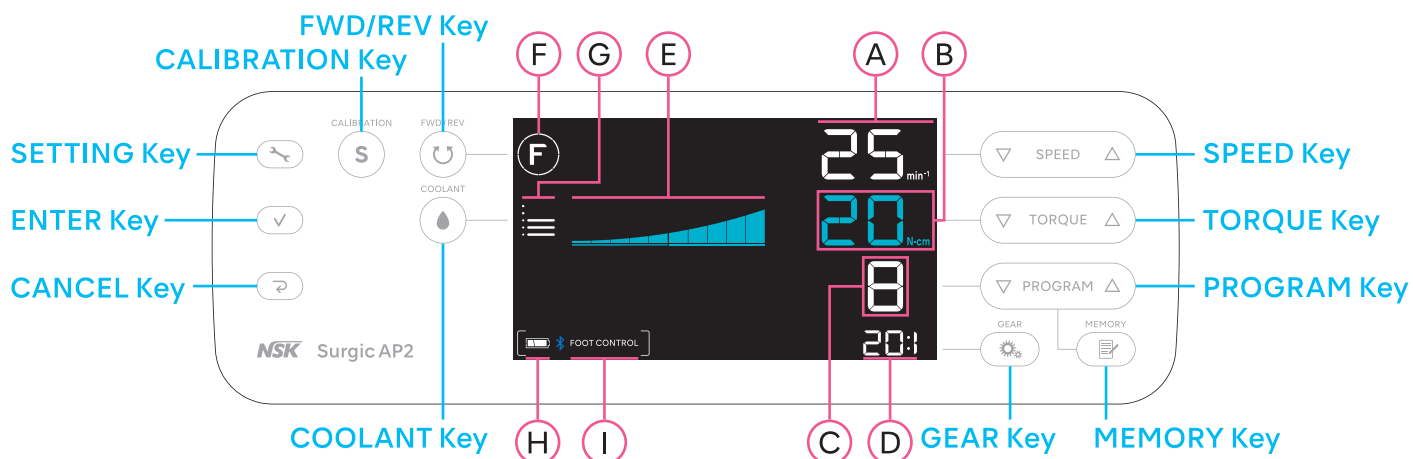 FWD/REV Key
CALIBRATION Key
F G E A B
CALIBRATION FWD/REV
S
F
25 min-1
SPEED
SETTING Key
SPEED Key
COOLANT
20 N·cm
TORQUE
ENTER Key
TORQUE Key
8
PROGRAM
CANCEL Key
PROGRAM Key
GEAR MEMORY
NSK Surgic AP2
FOOT CONTROL
20:1
COOLANT Key
H I C D
GEAR Key
MEMORY Key